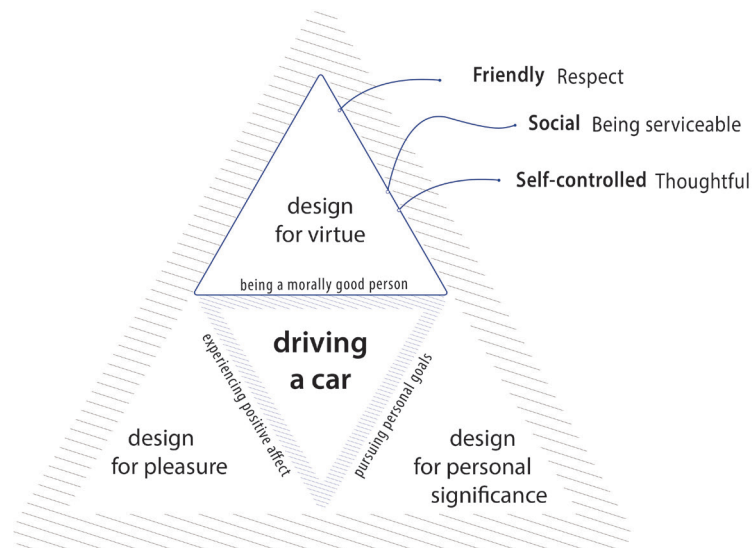 Friendly Respect
Social Being serviceable
Self-controlled Thoughtful
design
for virtue
being a morally good person
driving
a car
experiencing positive affect
pursuing personal goals
design
for pleasure
design
for personal
significance